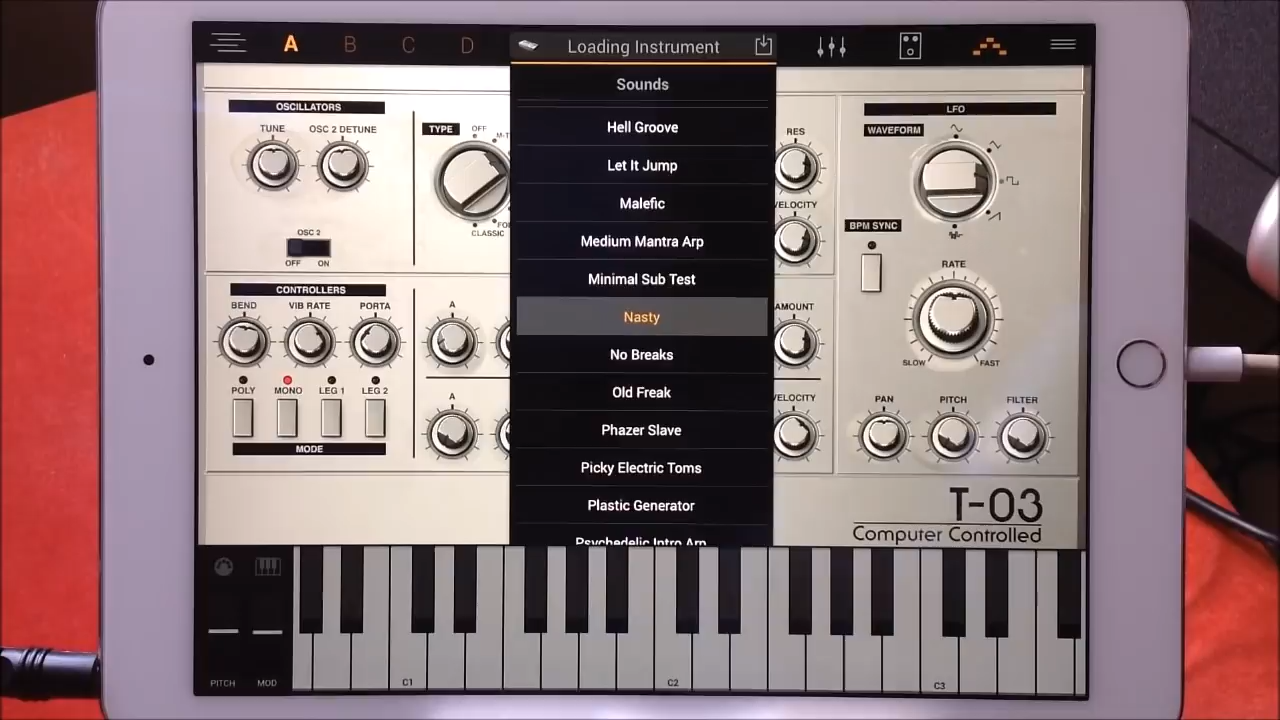 A B C D
Loading Instrument
Sounds
Hell Groove
Let It Jump
Malefic
Medium Mantra Arp
Minimal Sub Test
Nasty
No Breaks
Old Freak
Phazer Slave
Picky Electric Toms
Plastic Generator
Psychedelic Intro Arp
OSCILLATORS
TUNE OSC 2 DETUNE
OSC 2
OFF ON
TYPE OFF
CLASSIC
CONTROLLERS
BEND VIB RATE PORTA
POLY MONO LEG 1 LEG 2
MODE
A
A
RES
VELOCITY
AMOUNT
VELOCITY
LFO
WAVEFORM
BPM SYNC
RATE
SLOW FAST
PAN PITCH FILTER
T-03
Computer Controlled
PITCH MOD C1 C2 C3